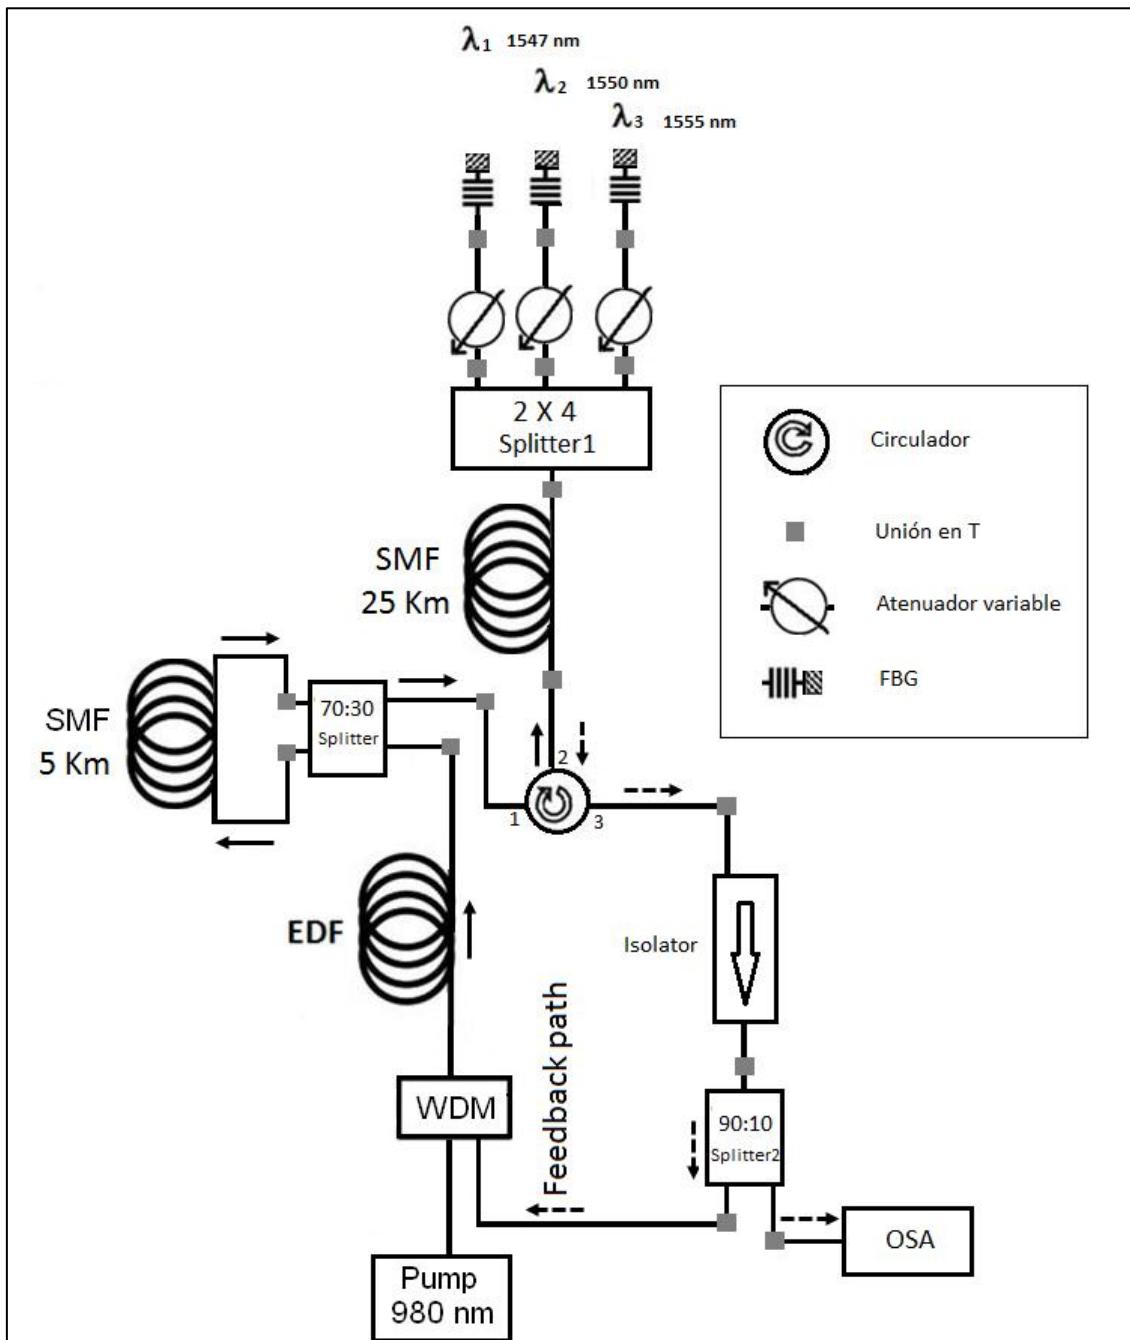 λ1 1547 nm
λ2 1550 nm
λ3 1555 nm
2 X 4
Splitter1
Circulador
Unión en T
Atenuador variable
FBG
SMF
25 Km
SMF
5 Km
70:30
Splitter
2
1
3
EDF
Isolator
Feedback path
WDM
90:10
Splitter2
OSA
Pump
980 nm